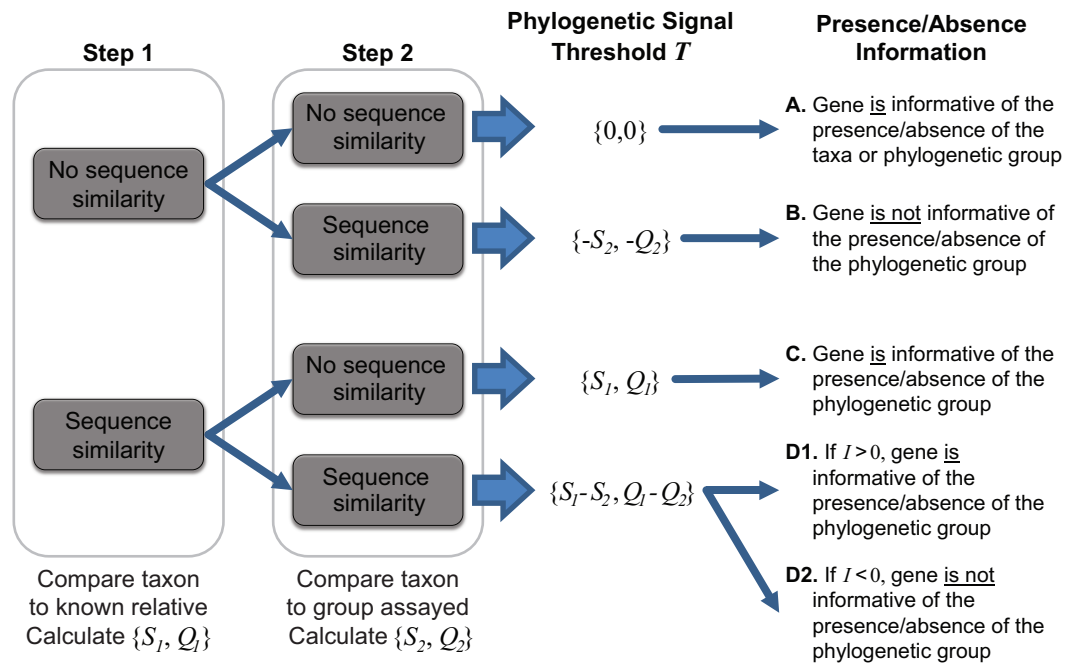 Step 1
Step 2
Phylogenetic Signal
Threshold T
Presence/Absence
Information
No sequence
similarity
No sequence
similarity
{0,0}
A. Gene is informative of the
presence/absence of the
taxa or phylogenetic group
Sequence
similarity
{-S₂, -Q₂}
B. Gene is not informative of
the presence/absence of
the phylogenetic group
Sequence
similarity
No sequence
similarity
{S₁, Q₁}
C. Gene is informative of the
presence/absence of the
phylogenetic group
Sequence
similarity
{S₁-S₂, Q₁-Q₂}
D1. If I > 0, gene is
informative of the
presence/absence of the
phylogenetic group
D2. If I < 0, gene is not
informative of the
presence/absence of the
phylogenetic group
Compare taxon
to known relative
Calculate {S₁, Q₁}
Compare taxon
to group assayed
Calculate {S₂, Q₂}